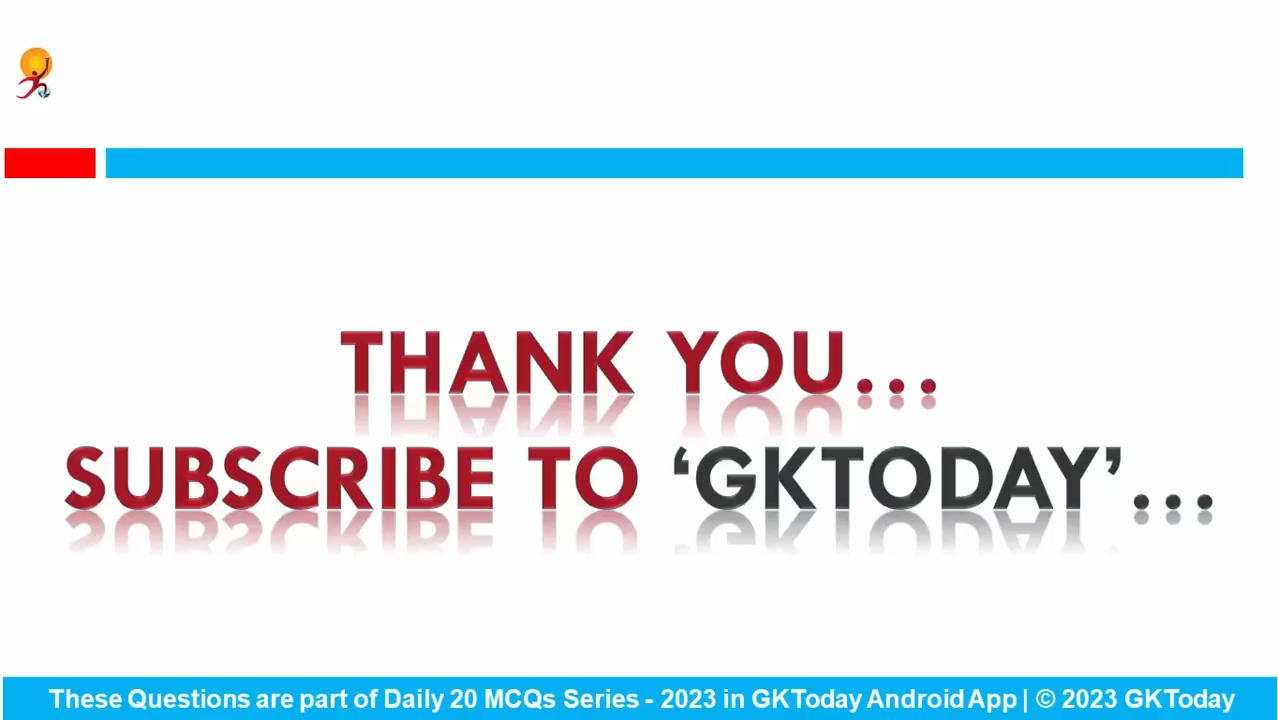 THANK YOU...
SUBSCRIBE TO ‘GKTODAY’...
These Questions are part of Daily 20 MCQs Series - 2023 in GKToday Android App | © 2023 GKToday